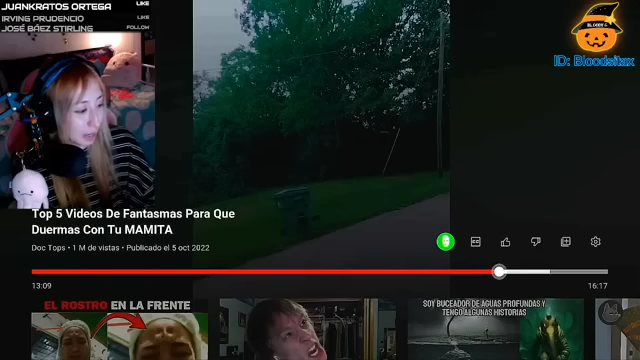 JUANKRATOS ORTEGA LIKE
IRVING PRUDENCIO LIKE
JOSÉ BÁEZ STIRLING FOLLOW
BLOODY
ID: Bloodsitax
Top 5 Videos De Fantasmas Para Que
Duermas Con Tu MAMITA
Doc Tops • 1 M de vistas • Publicado el 5 oct 2022
13:09 16:17
EL ROSTRO EN LA FRENTE
SOY BUCEADOR DE AGUAS PROFUNDAS Y
TENGO ALGUNAS HISTORIAS